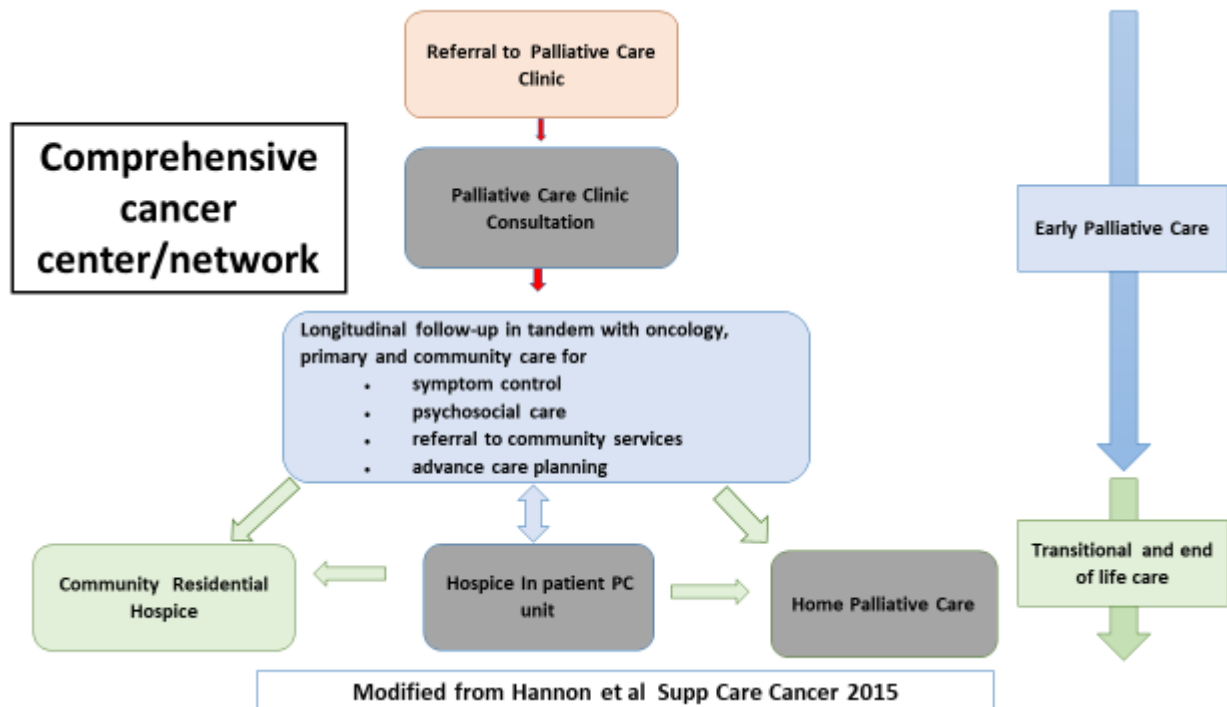 Referral to Palliative Care
Clinic
Comprehensive
cancer
center/network
Palliative Care Clinic
Consultation
Early Palliative Care
Longitudinal follow-up in tandem with oncology,
primary and community care for
• symptom control
• psychosocial care
• referral to community services
• advance care planning
Community Residential
Hospice
Hospice In patient PC
unit
Home Palliative Care
Transitional and end
of life care
Modified from Hannon et al Supp Care Cancer 2015